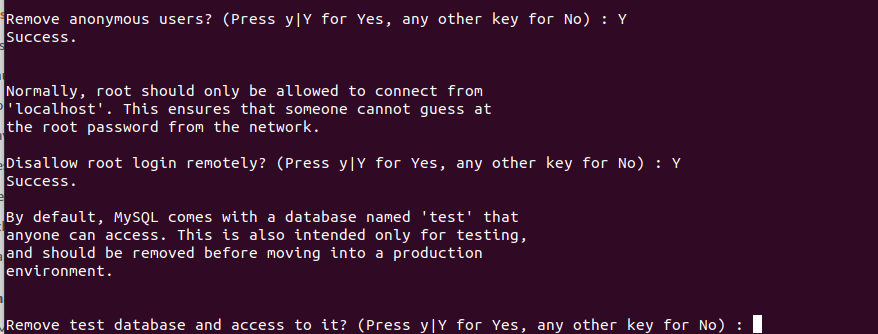 Remove anonymous users? (Press y|Y for Yes, any other key for No) : Y
Success.
Normally, root should only be allowed to connect from
'localhost'. This ensures that someone cannot guess at
the root password from the network.
Disallow root login remotely? (Press y|Y for Yes, any other key for No) : Y
Success.
By default, MySQL comes with a database named 'test' that
anyone can access. This is also intended only for testing,
and should be removed before moving into a production
environment.
Remove test database and access to it? (Press y|Y for Yes, any other key for No) :